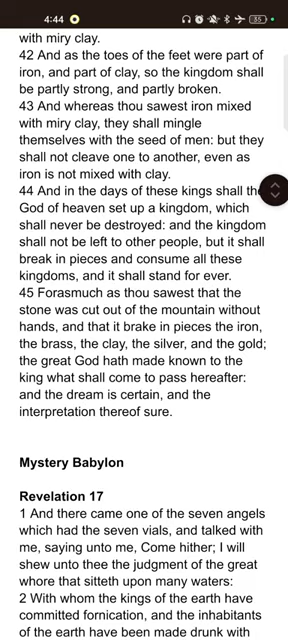 4:44
35
with miry clay.
42 And as the toes of the feet were part of
iron, and part of clay, so the kingdom shall
be partly strong, and partly broken.
43 And whereas thou sawest iron mixed
with miry clay, they shall mingle
themselves with the seed of men: but they
shall not cleave one to another, even as
iron is not mixed with clay.
44 And in the days of these kings shall the
God of heaven set up a kingdom, which
shall never be destroyed: and the kingdom
shall not be left to other people, but it shall
break in pieces and consume all these
kingdoms, and it shall stand for ever.
45 Forasmuch as thou sawest that the
stone was cut out of the mountain without
hands, and that it brake in pieces the iron,
the brass, the clay, the silver, and the gold;
the great God hath made known to the
king what shall come to pass hereafter:
and the dream is certain, and the
interpretation thereof sure.
Mystery Babylon
Revelation 17
1 And there came one of the seven angels
which had the seven vials, and talked with
me, saying unto me, Come hither; I will
shew unto thee the judgment of the great
whore that sitteth upon many waters:
2 With whom the kings of the earth have
committed fornication, and the inhabitants
of the earth have been made drunk with